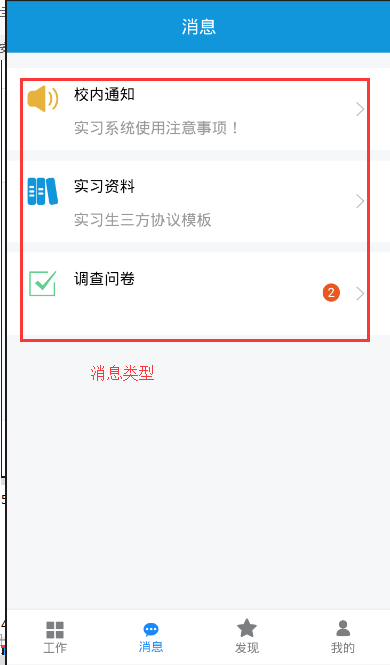 消息
校内通知
实习系统使用注意事项！
实习资料
实习生三方协议模板
调查问卷
2
消息类型
工作
消息
发现
我的